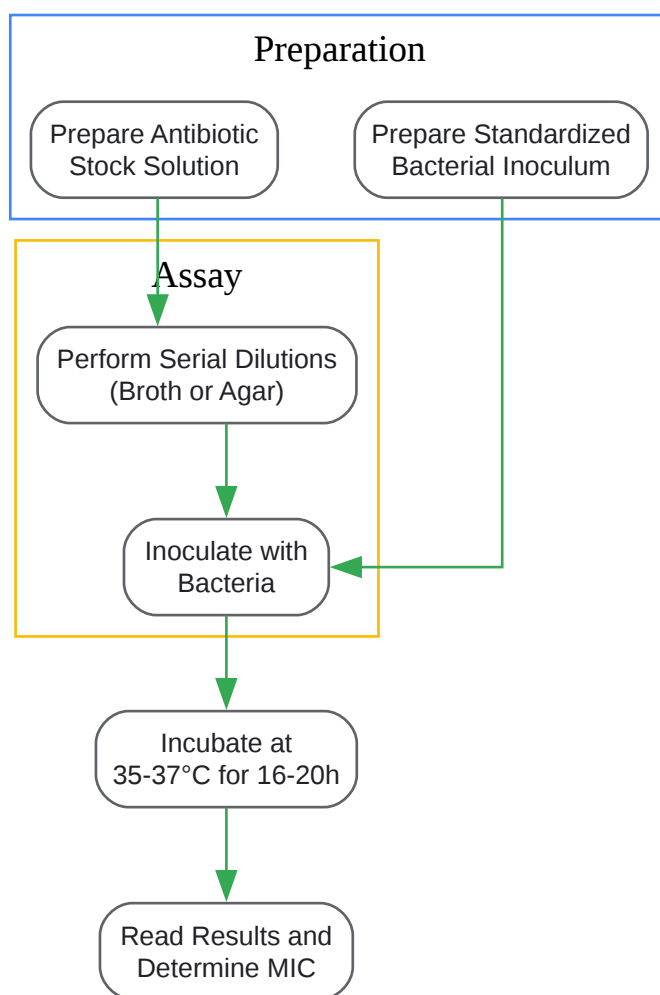 Preparation
Prepare Antibiotic
Stock Solution
Prepare Standardized
Bacterial Inoculum
Assay
Perform Serial Dilutions
(Broth or Agar)
Inoculate with
Bacteria
Incubate at
35-37°C for 16-20h
Read Results and
Determine MIC